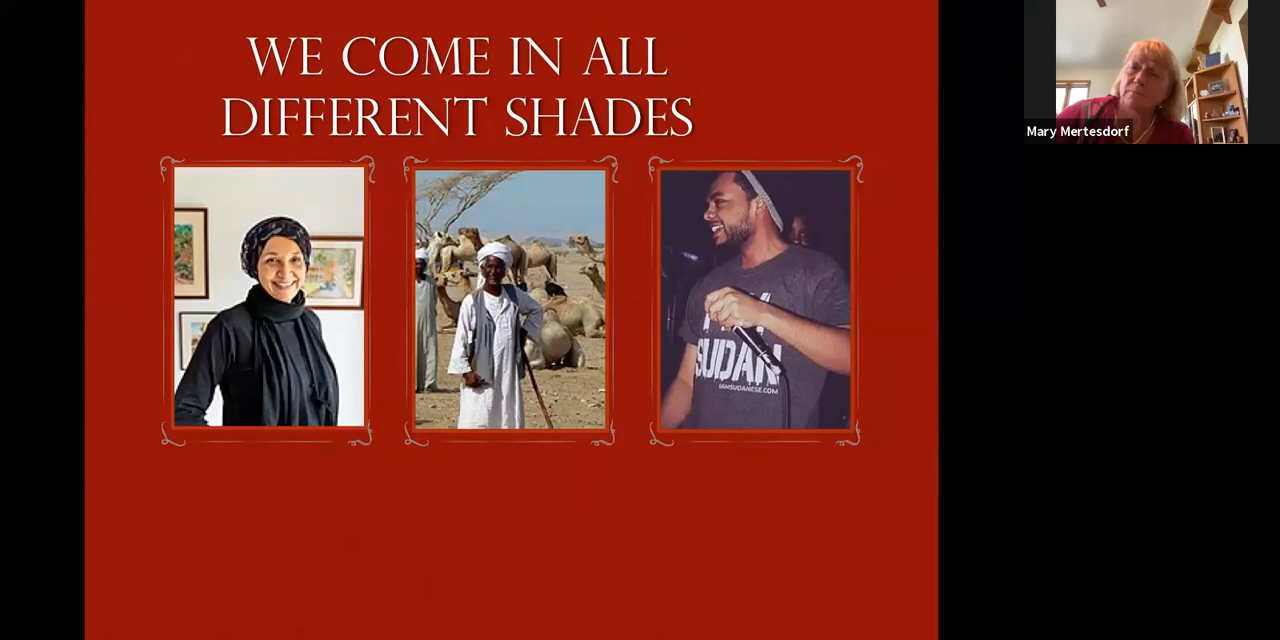 WE COME IN ALL
DIFFERENT SHADES
SUDAN
IAMSUDANESE.COM
Mary Mertesdorf